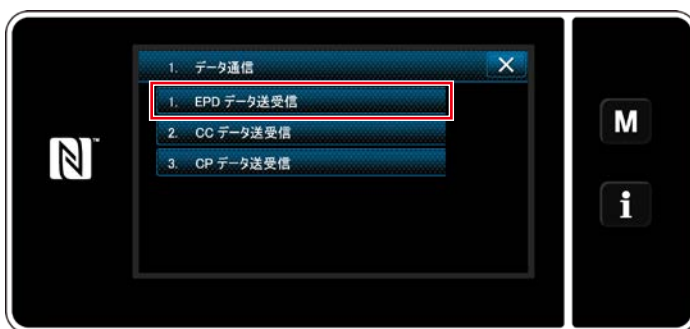 1. データ通信
1. EPD データ送受信
2. CC データ送受信
3. CP データ送受信
N™
M
i